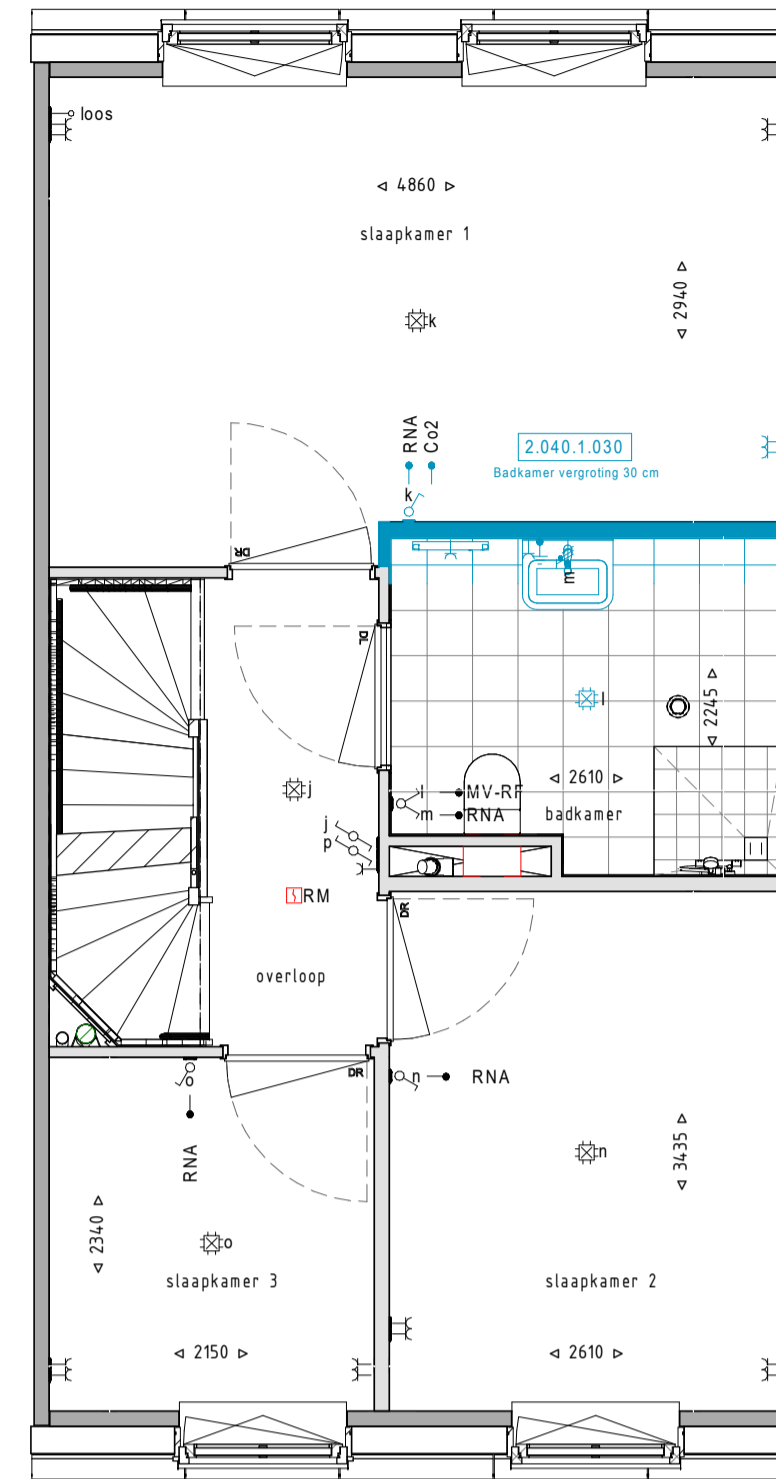 loos
4860
slaapkamer 1
2940
k
RNA
Co2
2.040.1.030
Badkamer vergroting 30 cm
k
DR
DL
m
l
2245
j
2610
l MV-RF
m RNA
badkamer
j
p
RM
DR
overloop
DR
o
n RNA
RNA
n
3435
2340
o
slaapkamer 3
slaapkamer 2
2150
2610